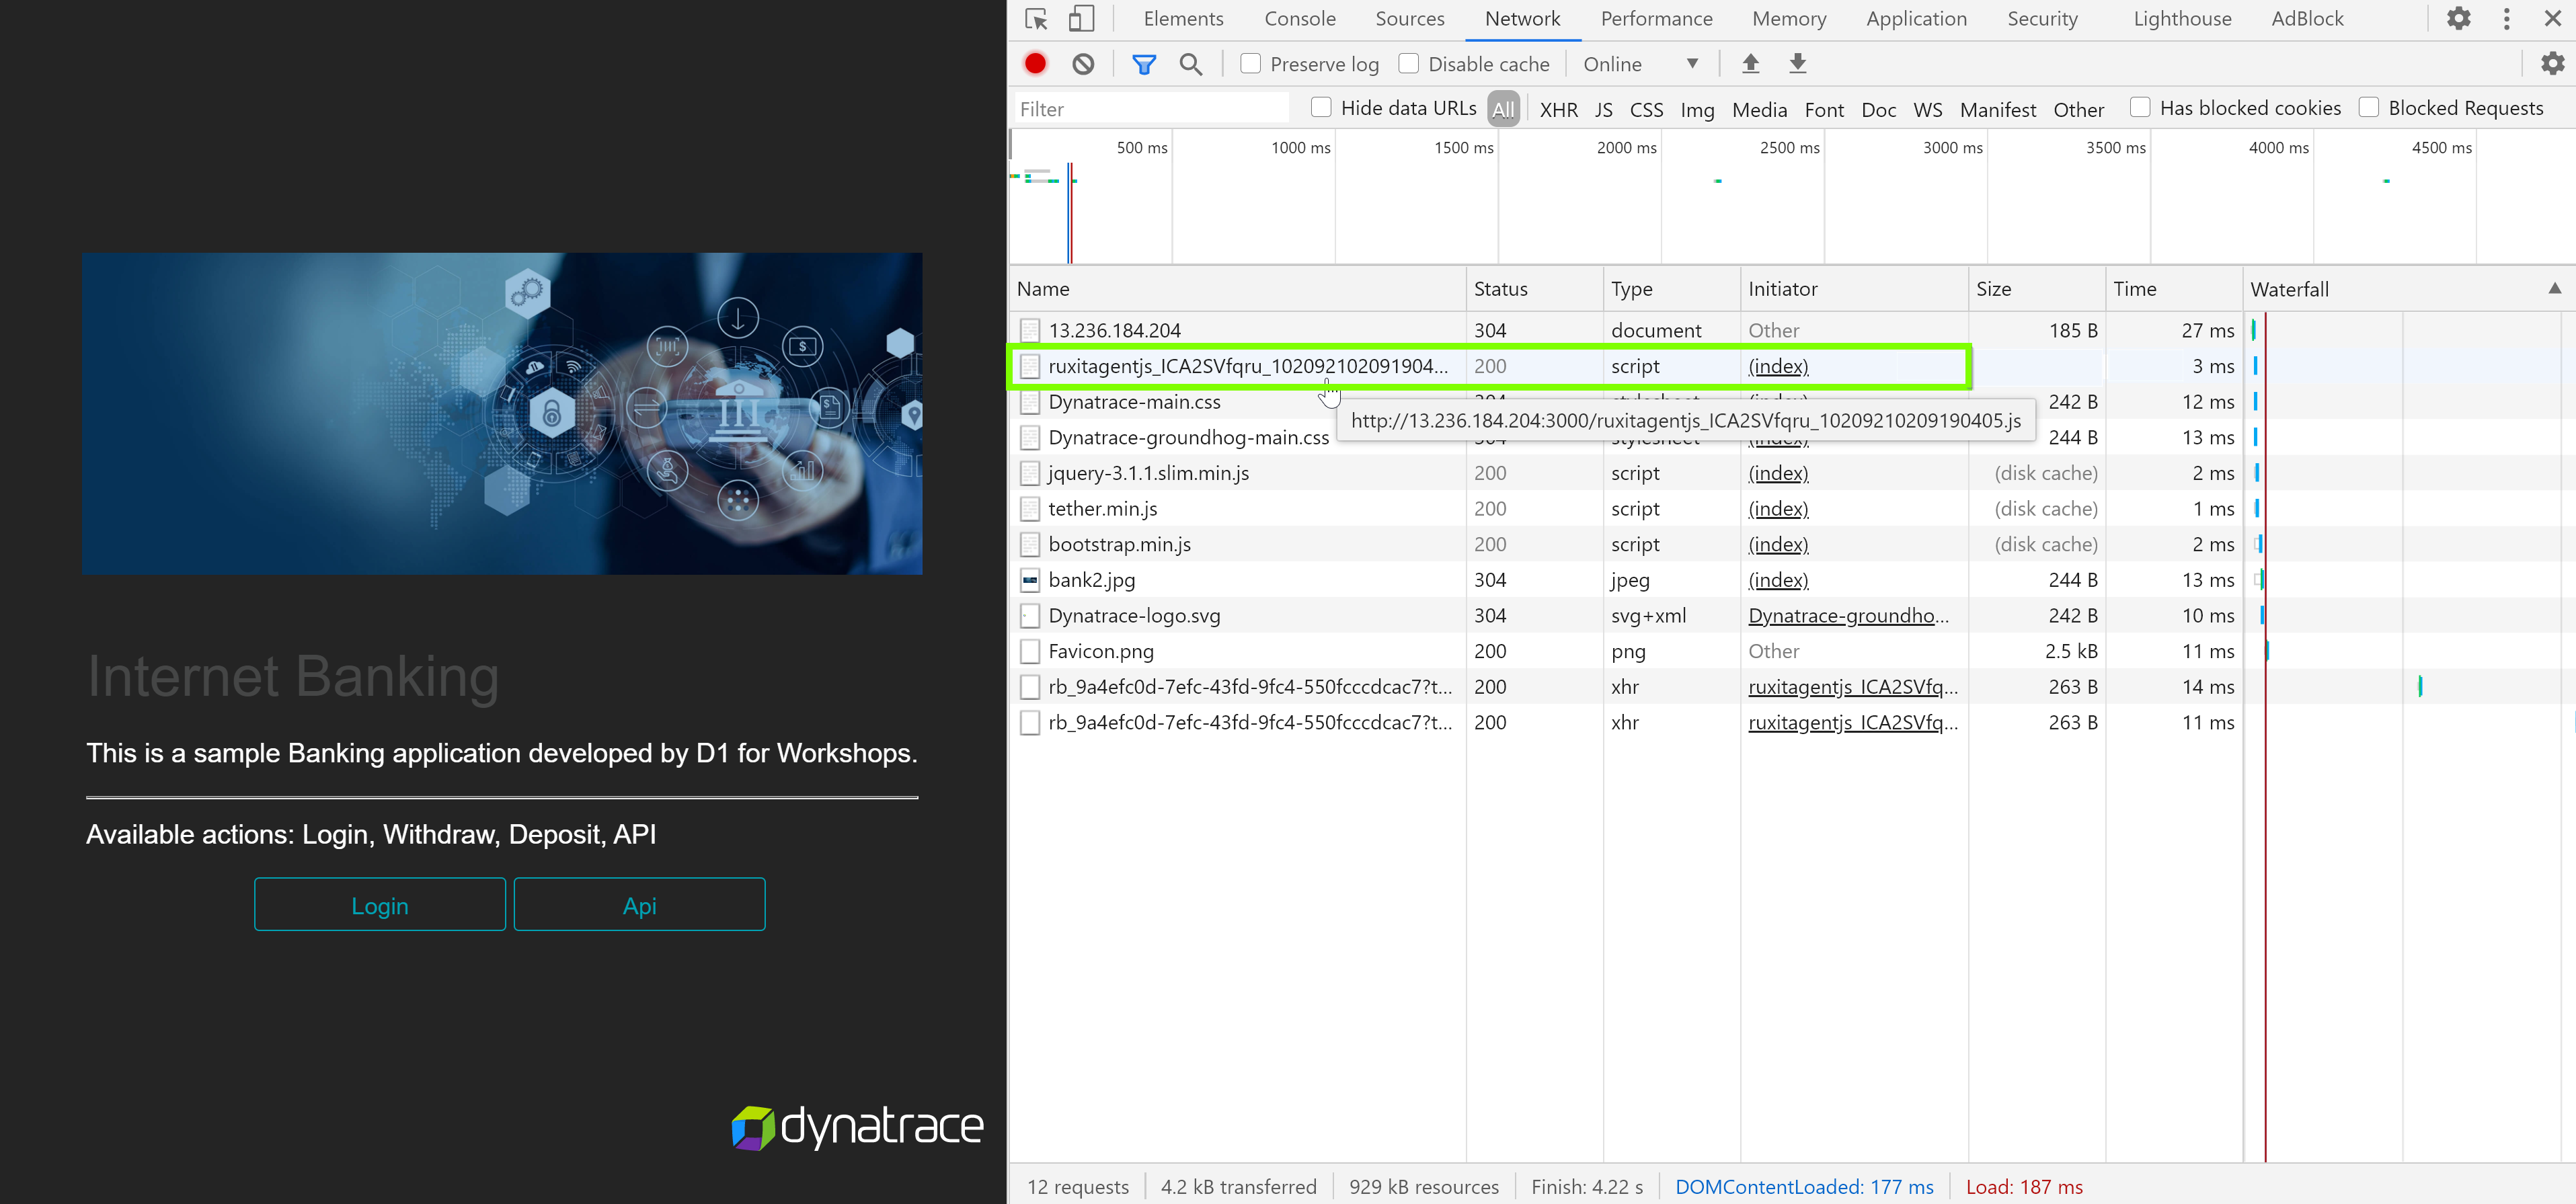 Elements Console Sources Network Performance Memory Application Security Lighthouse AdBlock
Preserve log Disable cache Online
Filter Hide data URLs All XHR JS CSS Img Media Font Doc WS Manifest Other Has blocked cookies Blocked Requests
500 ms 1000 ms 1500 ms 2000 ms 2500 ms 3000 ms 3500 ms 4000 ms 4500 ms
Name Status Type Initiator Size Time Waterfall
13.236.184.204 304 document Other 185 B 27 ms
ruxitagentjs_ICA2SVfqru_102092102091904... 200 script (index) 3 ms
Dynatrace-main.css 242 B 12 ms
http://13.236.184.204:3000/ruxitagentjs_ICA2SVfqru_10209210209190405.js
Dynatrace-groundhog-main.css 244 B 13 ms
jquery-3.1.1.slim.min.js 200 script (index) (disk cache) 2 ms
tether.min.js 200 script (index) (disk cache) 1 ms
bootstrap.min.js 200 script (index) (disk cache) 2 ms
bank2.jpg 304 jpeg (index) 244 B 13 ms
Dynatrace-logo.svg 304 svg+xml Dynatrace-groundho... 242 B 10 ms
Favicon.png 200 png Other 2.5 kB 11 ms
rb_9a4efc0d-7efc-43fd-9fc4-550fcccdcac7?t... 200 xhr ruxitagentjs_ICA2SVfq... 263 B 14 ms
rb_9a4efc0d-7efc-43fd-9fc4-550fcccdcac7?t... 200 xhr ruxitagentjs_ICA2SVfq... 263 B 11 ms
12 requests 4.2 kB transferred 929 kB resources Finish: 4.22 s DOMContentLoaded: 177 ms Load: 187 ms
Internet Banking
This is a sample Banking application developed by D1 for Workshops.
Available actions: Login, Withdraw, Deposit, API
Login Api
dynatrace